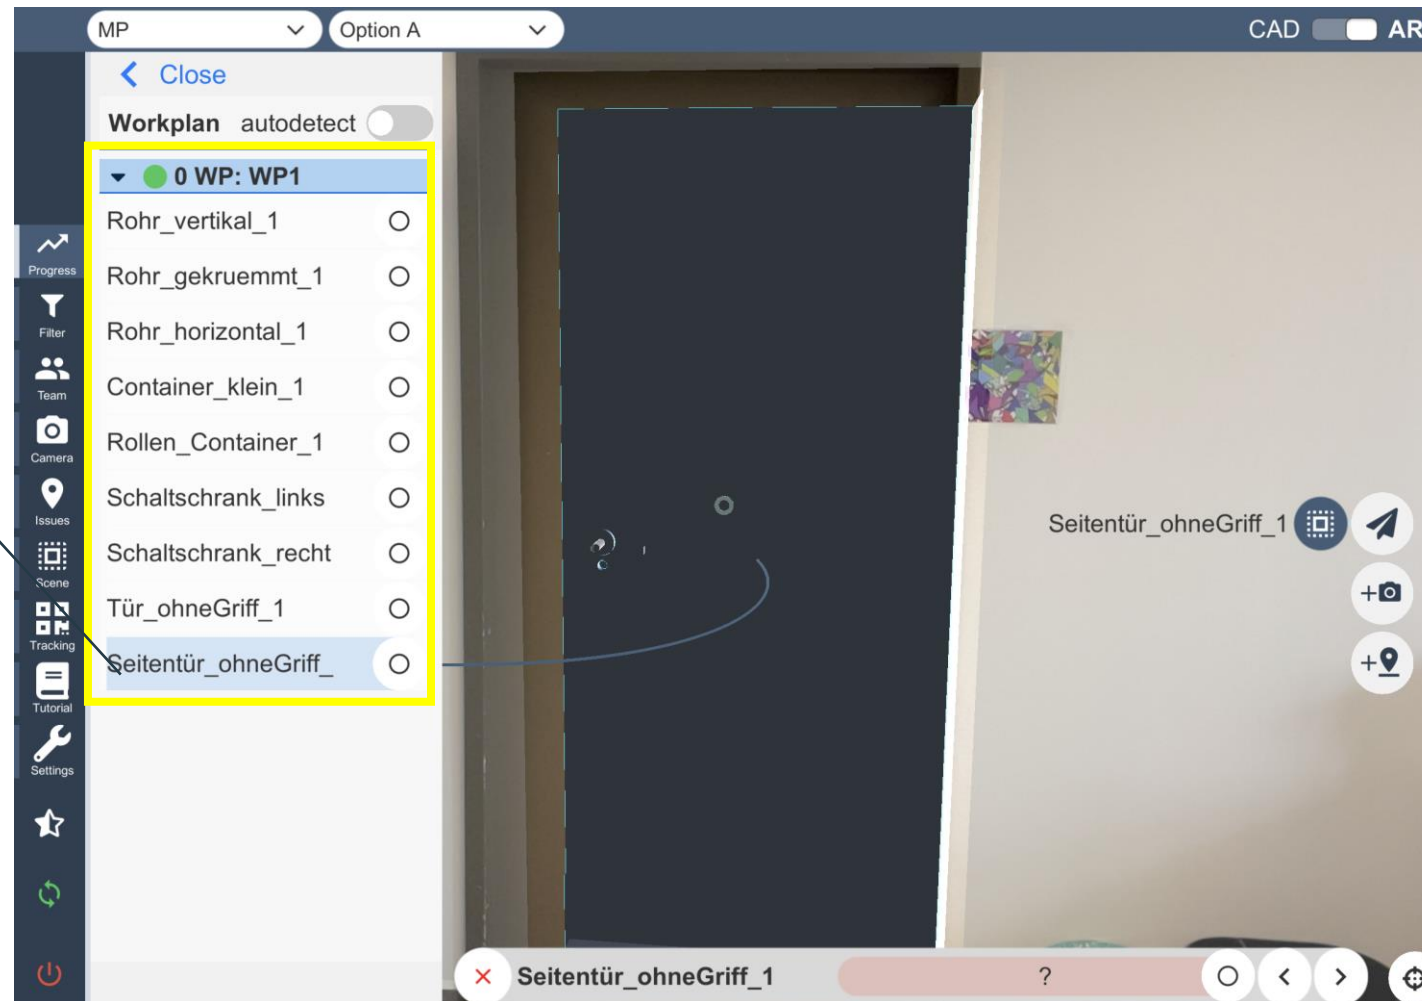 MP
Option A
CAD
AR
Close
Workplan autodetect
0 WP: WP1
Rohr_vertikal_1
Rohr_gekruemmt_1
Rohr_horizontal_1
Container_klein_1
Rollen_Container_1
Schaltschrank_links
Schaltschrank_recht
Tür_ohneGriff_1
Seitentür_ohneGriff_
Progress
Filter
Team
Camera
Issues
Scene
Tracking
Tutorial
Settings
Seitentür_ohneGriff_1
Seitentür_ohneGriff_1
?